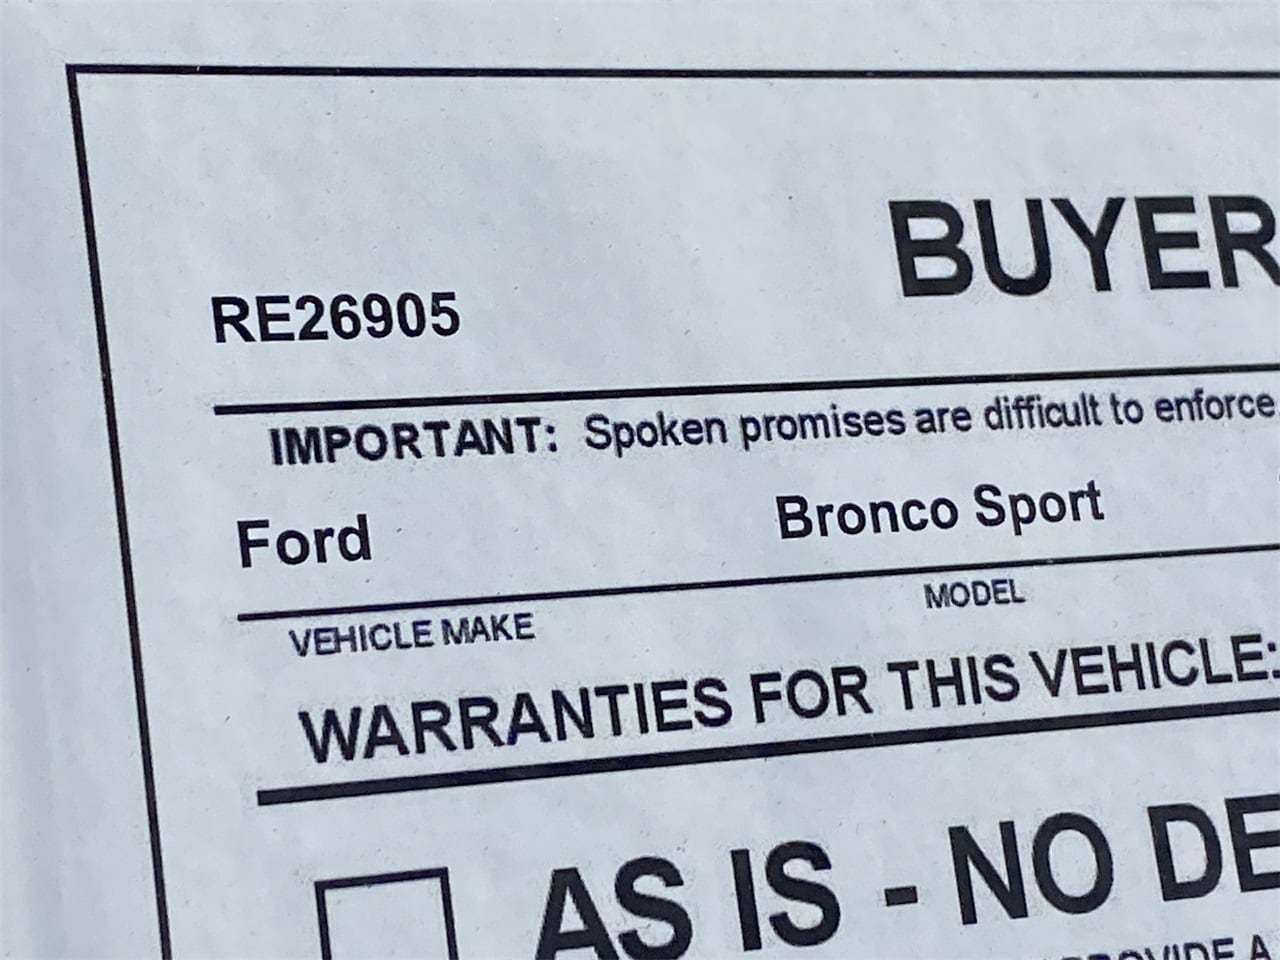 BUYER
RE26905
IMPORTANT: Spoken promises are difficult to enforce
Ford Bronco Sport
VEHICLE MAKE MODEL
WARRANTIES FOR THIS VEHICLE:
AS IS - NO DE
PROVIDE A